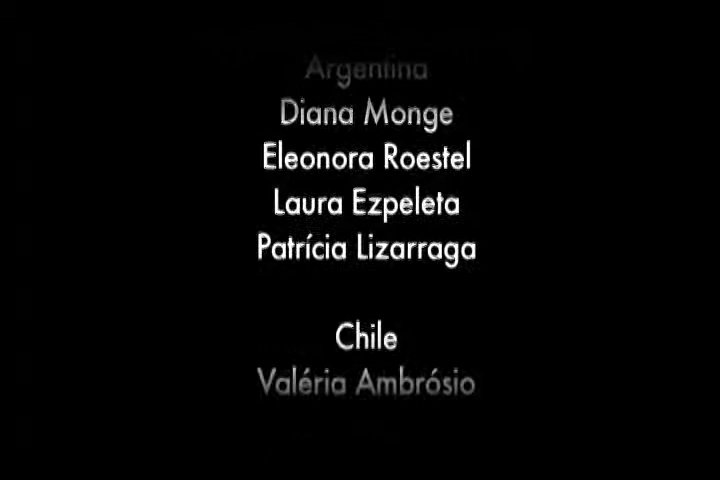 Argentina
Diana Monge
Eleonora Roestel
Laura Ezpeleta
Patrícia Lizarraga
Chile
Valéria Ambrósio